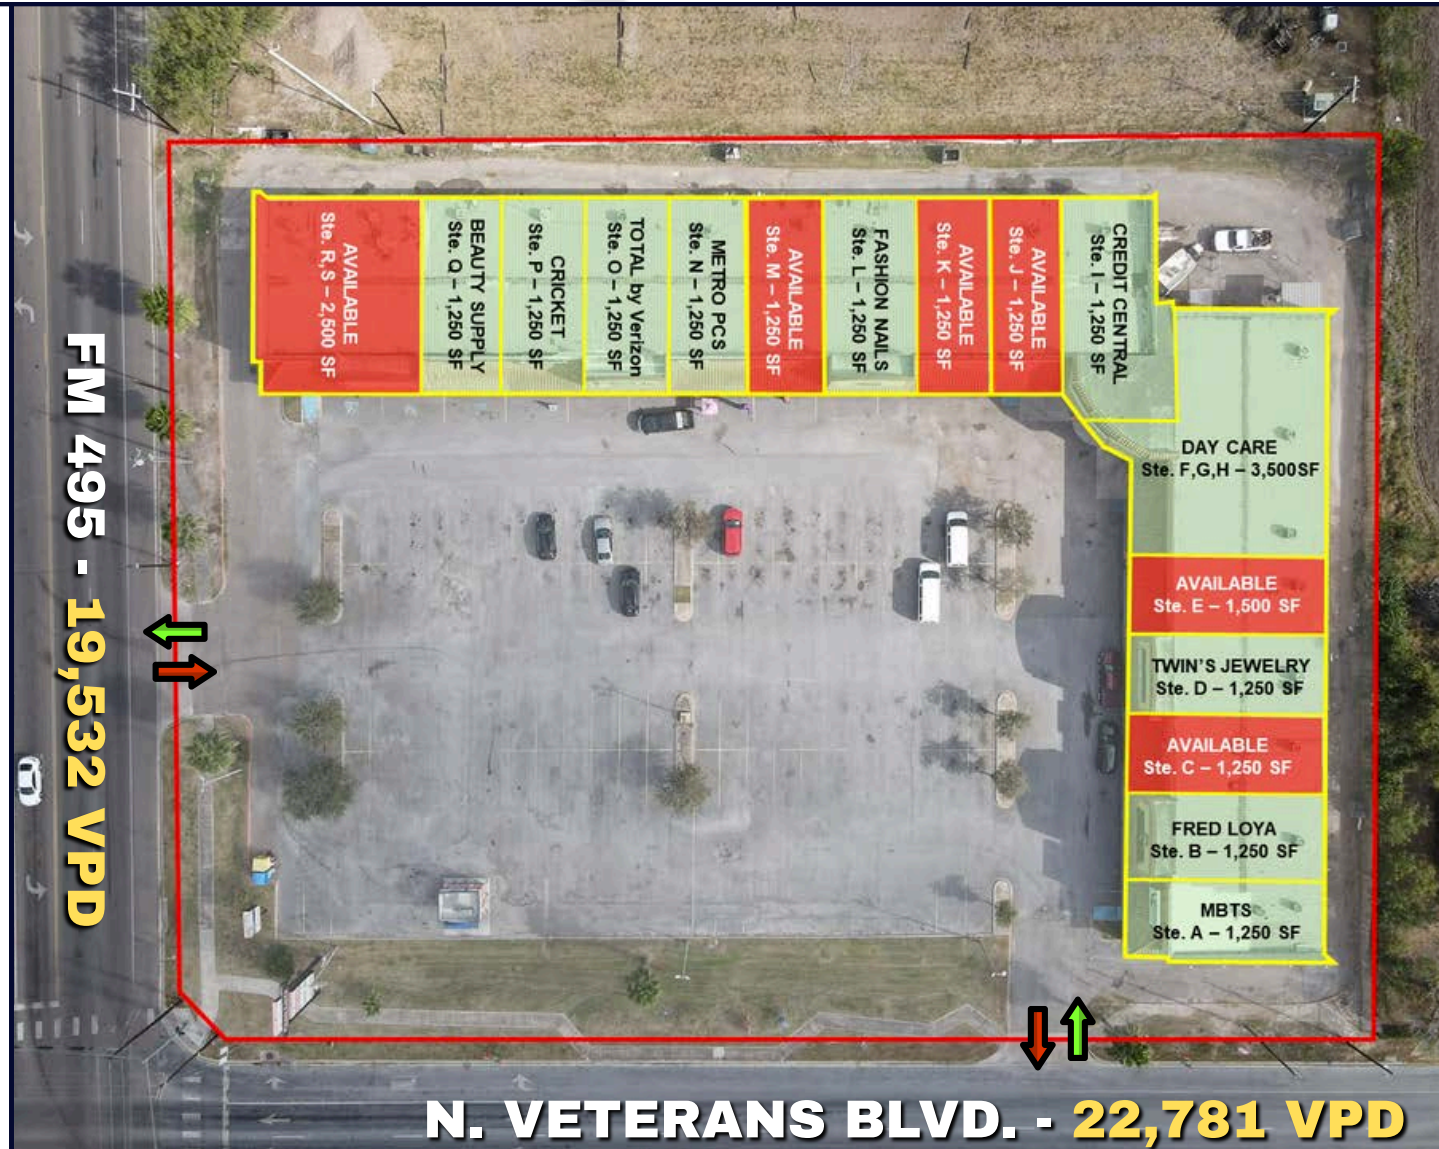 AVAILABLE
Ste. R,S – 2,500 SF
BEAUTY SUPPLY
Ste. Q – 1,250 SF
CRICKET
Ste. P – 1,250 SF
TOTAL by Verizon
Ste. O – 1,250 SF
METRO PCS
Ste. N – 1,250 SF
AVAILABLE
Ste. M – 1,250 SF
FASHION NAILS
Ste. L – 1,250 SF
AVAILABLE
Ste. K – 1,250 SF
AVAILABLE
Ste. J – 1,250 SF
CREDIT CENTRAL
Ste. I – 1,250 SF
DAY CARE
Ste. F,G,H – 3,500SF
AVAILABLE
Ste. E – 1,500 SF
TWIN'S JEWELRY
Ste. D – 1,250 SF
AVAILABLE
Ste. C – 1,250 SF
FRED LOYA
Ste. B – 1,250 SF
MBTS
Ste. A – 1,250 SF
FM 495 - 19,532 VPD
N. VETERANS BLVD. - 22,781 VPD